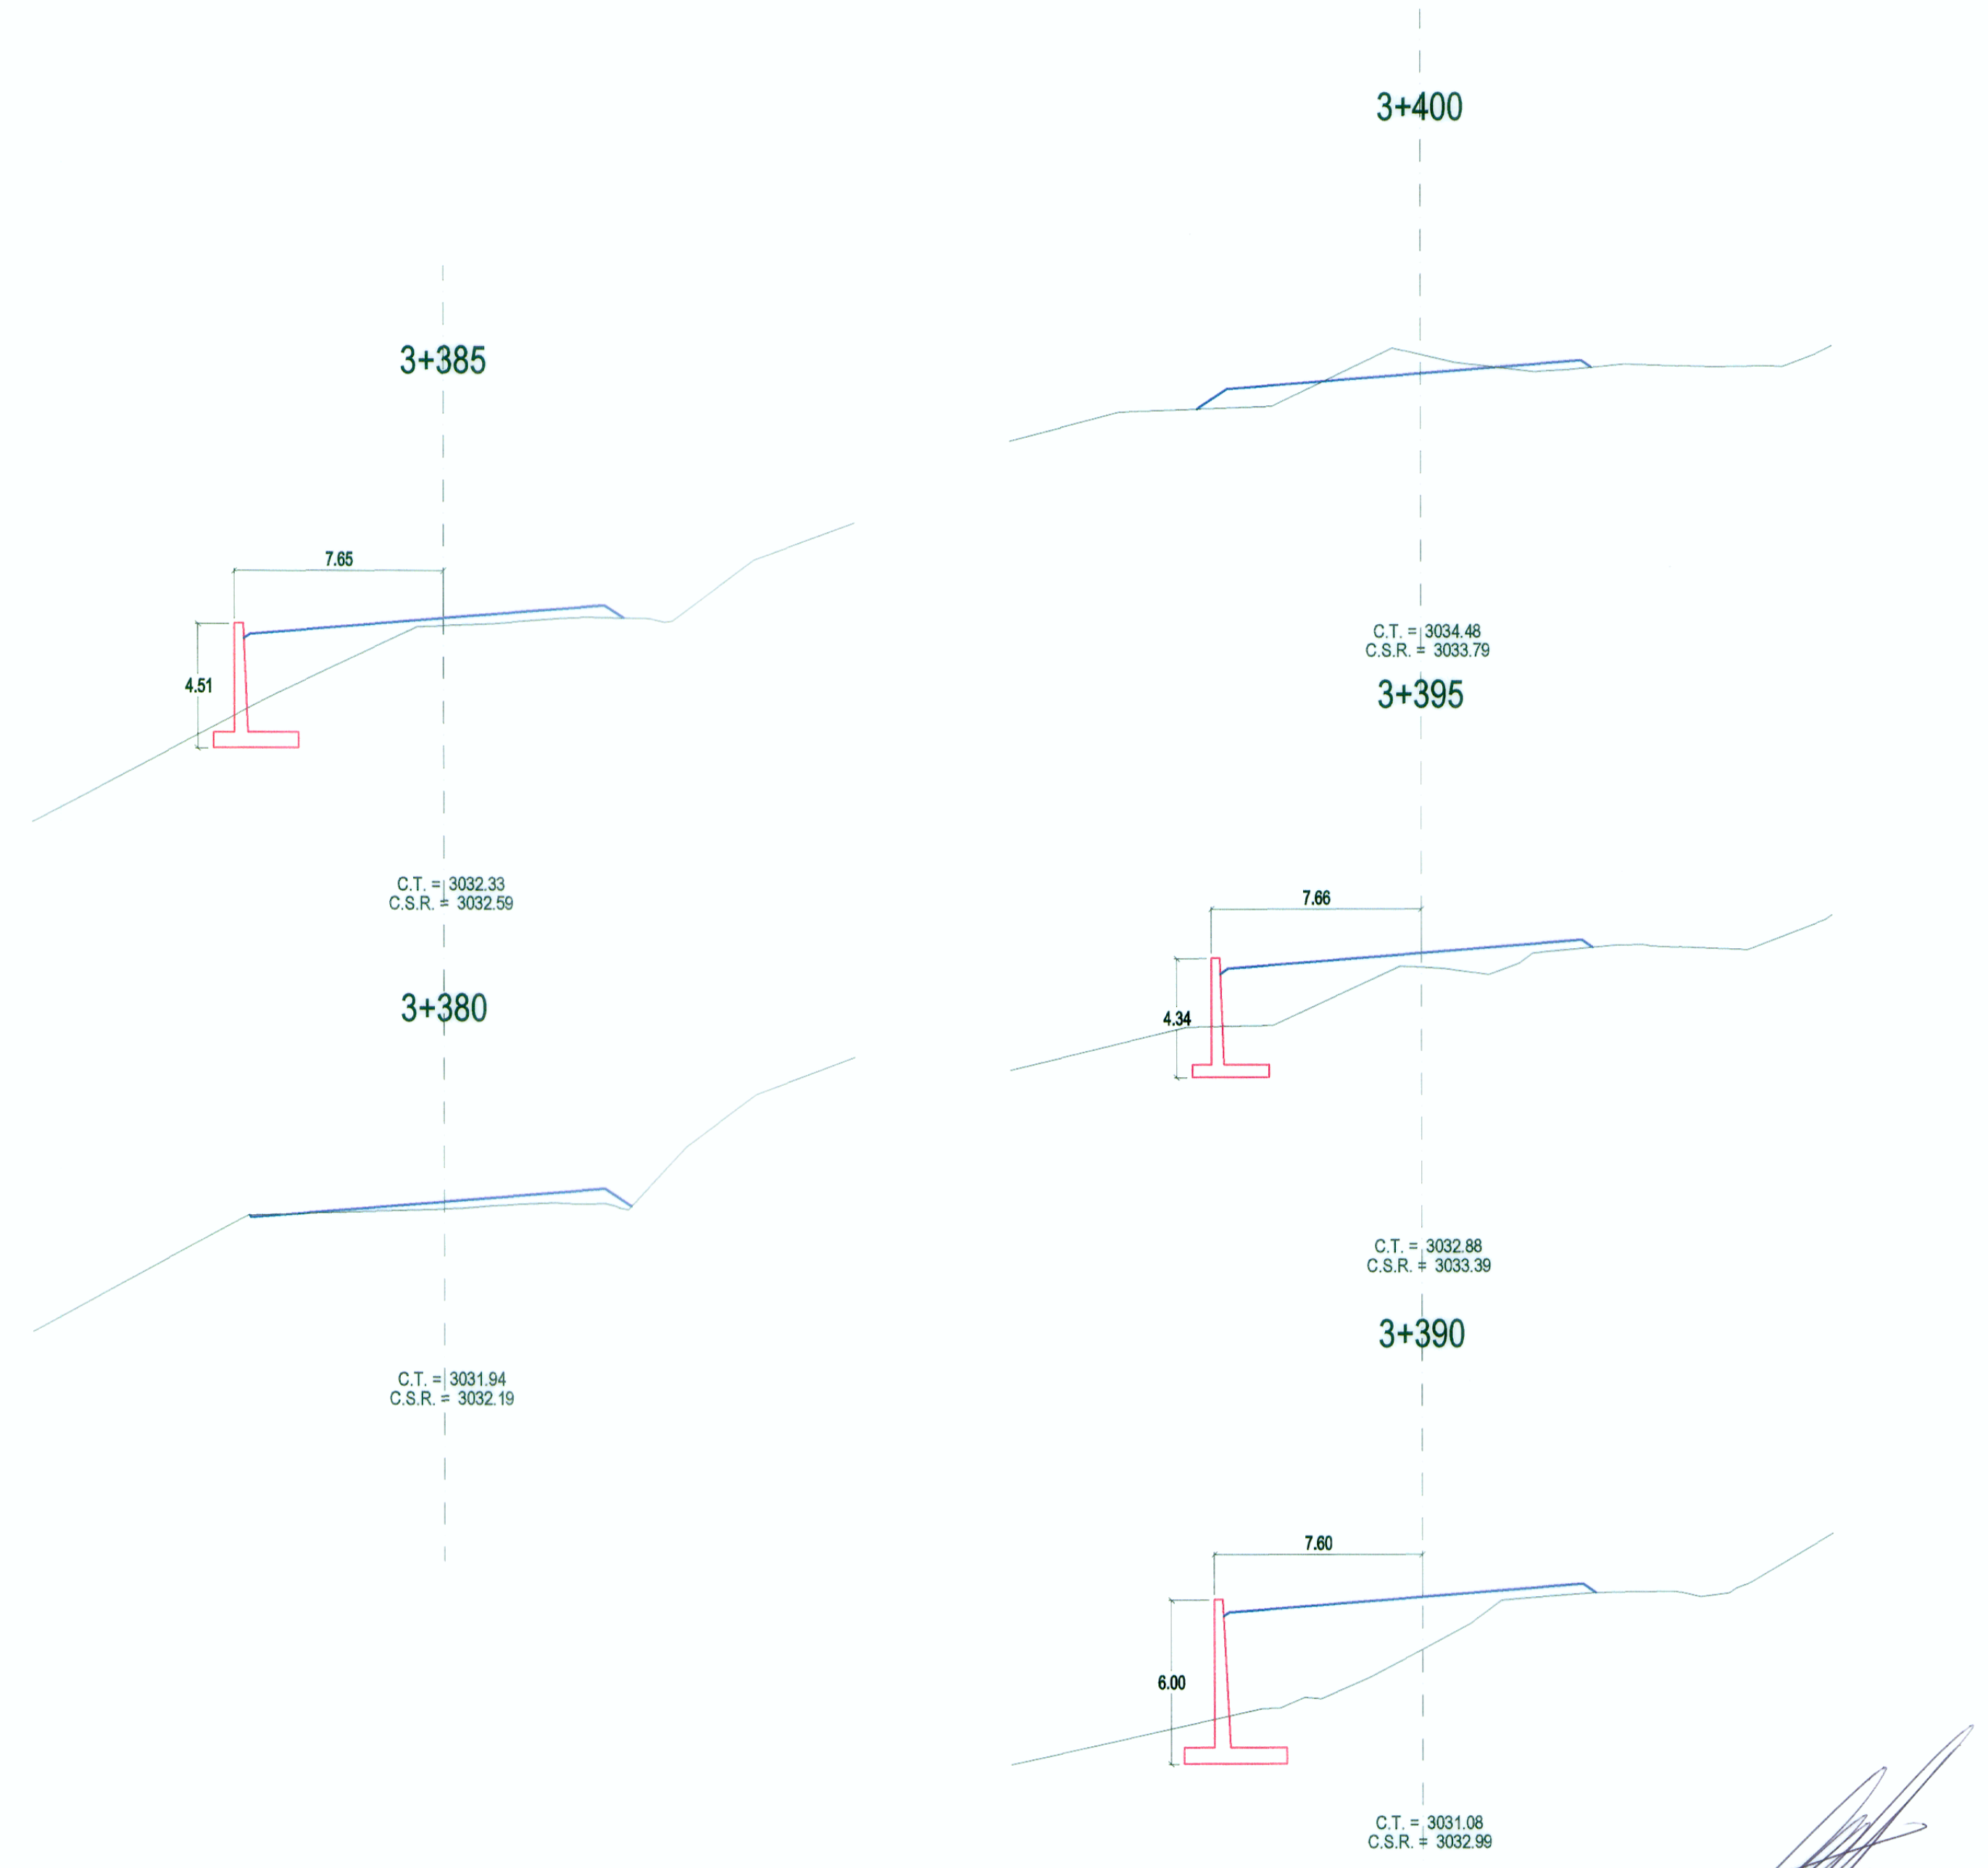 3+385
7.65
4.51
C.T. = 3032.33
C.S.R. = 3032.59
3+380
C.T. = 3031.94
C.S.R. = 3032.19
3+400
C.T. = 3034.48
C.S.R. = 3033.79
3+395
7.66
4.34
C.T. = 3032.88
C.S.R. = 3033.39
3+390
7.60
6.00
C.T. = 3031.08
C.S.R. = 3032.99